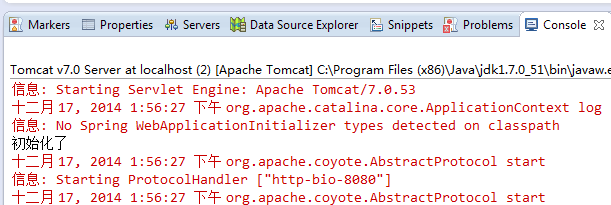 Markers Properties Servers Data Source Explorer Snippets Problems Console
Tomcat v7.0 Server at localhost (2) [Apache Tomcat] C:\Program Files (x86)\Java\jdk1.7.0_51\bin\javaw.e
信息: Starting Servlet Engine: Apache Tomcat/7.0.53
十二月 17, 2014 1:56:27 下午 org.apache.catalina.core.ApplicationContext log
信息: No Spring WebApplicationInitializer types detected on classpath
初始化了
十二月 17, 2014 1:56:27 下午 org.apache.coyote.AbstractProtocol start
信息: Starting ProtocolHandler ["http-bio-8080"]
十二月 17, 2014 1:56:27 下午 org.apache.coyote.AbstractProtocol start